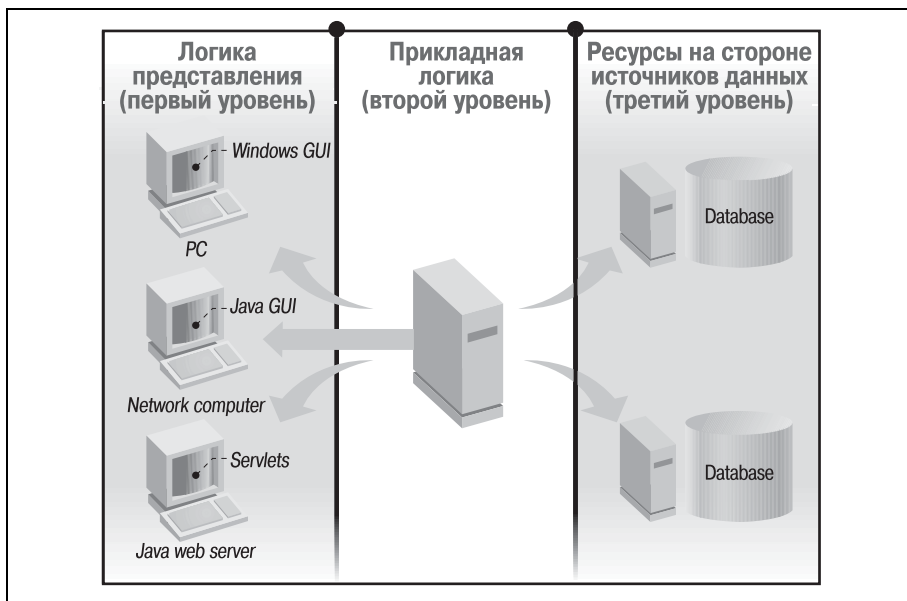 Логика
представления
(первый уровень)
Прикладная
логика
(второй уровень)
Ресурсы на стороне
источников данных
(третий уровень)
Windows GUI
PC
Java GUI
Network computer
Servlets
Java web server
Database
Database